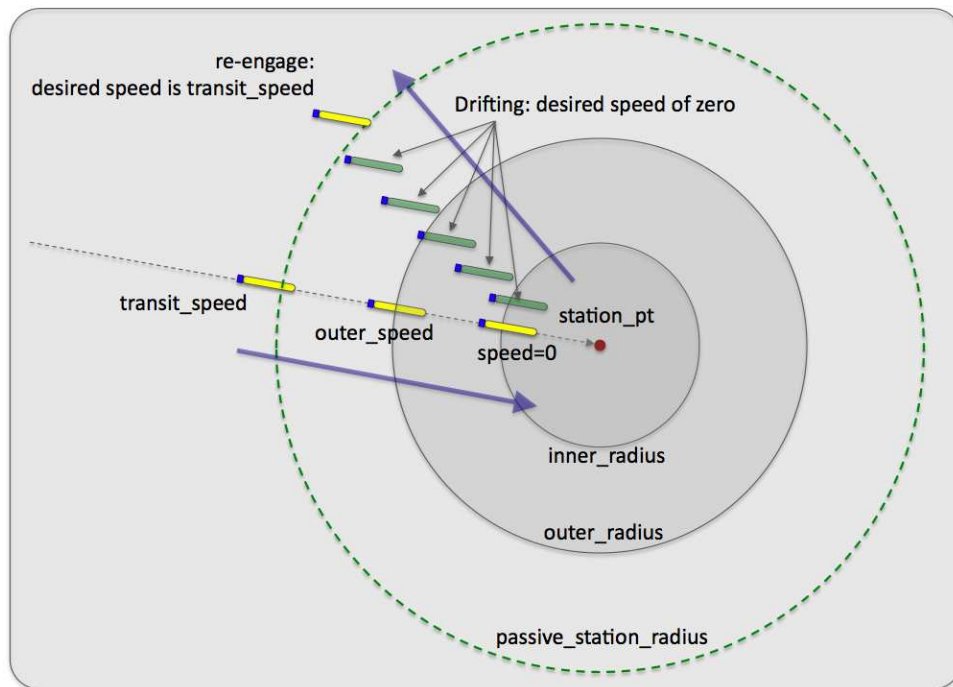 re-engage:
desired speed is transit_speed
Drifting: desired speed of zero
transit_speed
outer_speed
station_pt
speed=0
inner_radius
outer_radius
passive_station_radius